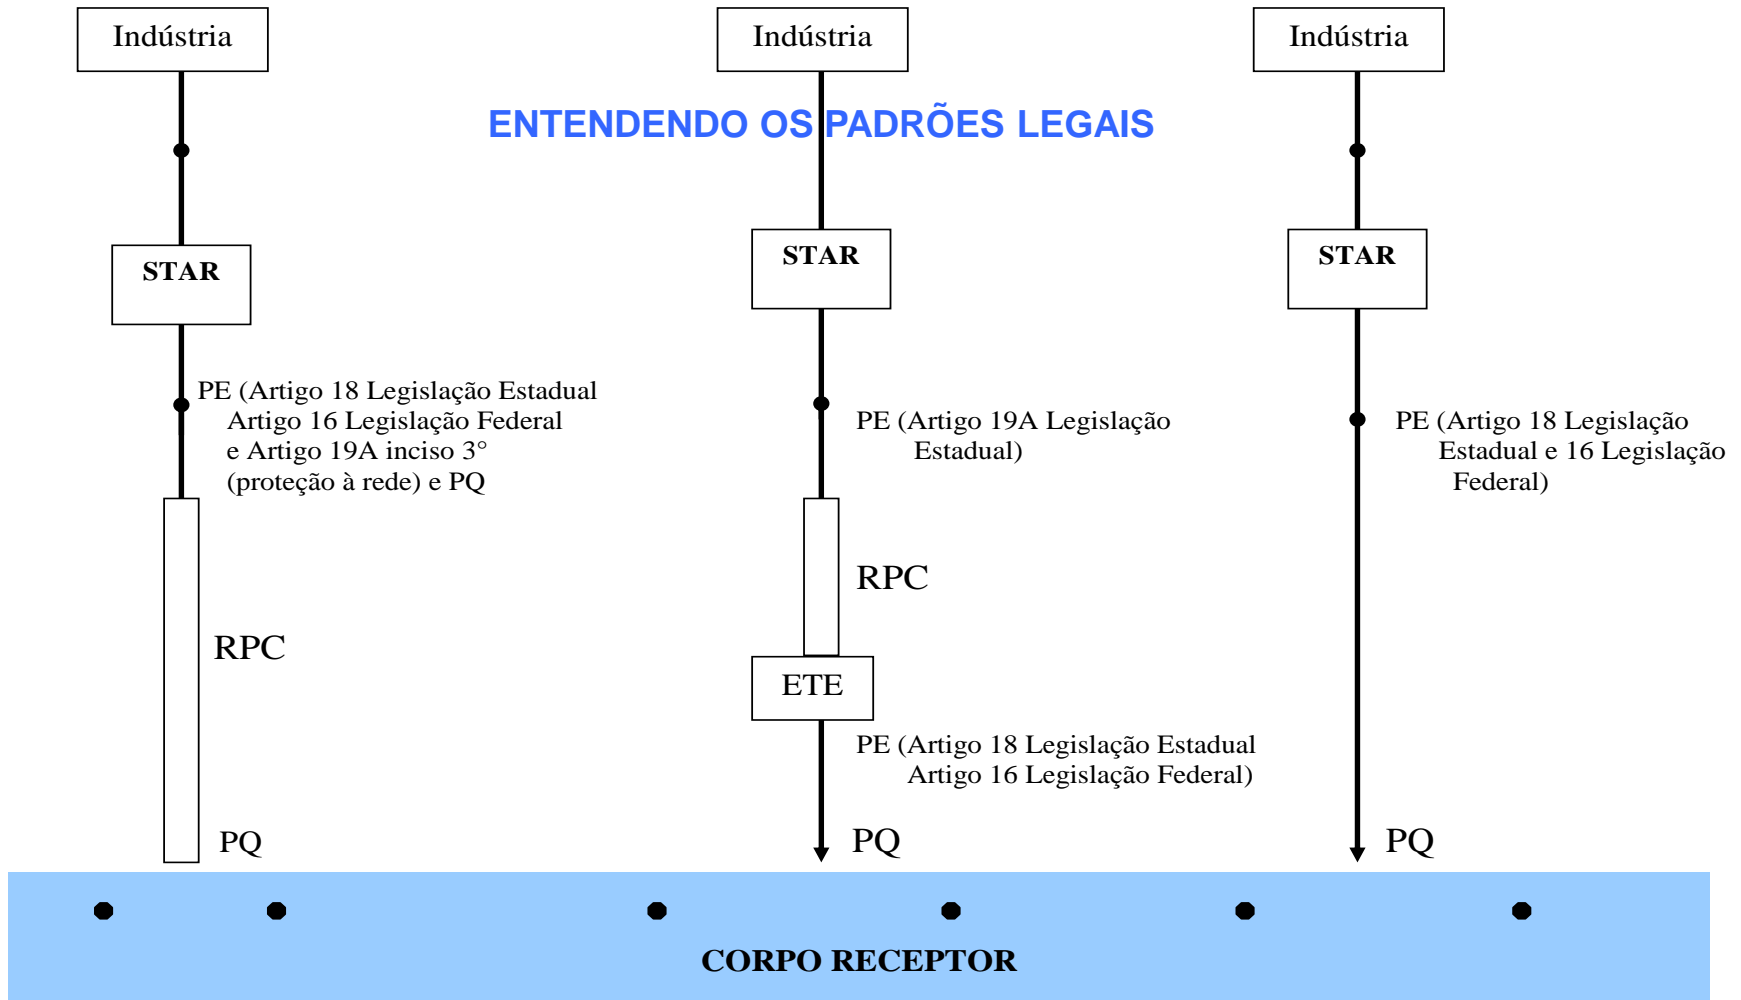 Indústria
Indústria
Indústria
ENTENDENDO OS PADRÕES LEGAIS
STAR
STAR
STAR
PE (Artigo 18 Legislação Estadual
Artigo 16 Legislação Federal
e Artigo 19A inciso 3°
(proteção à rede) e PQ
PE (Artigo 19A Legislação
Estadual)
PE (Artigo 18 Legislação
Estadual e 16 Legislação
Federal)
RPC
RPC
ETE
PE (Artigo 18 Legislação Estadual
Artigo 16 Legislação Federal)
PQ
PQ
PQ
CORPO RECEPTOR